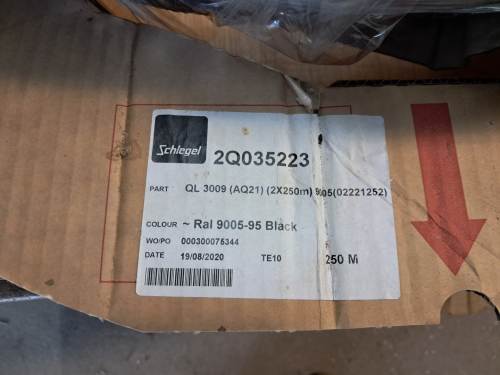 Schlegel
2Q035223
PART QL 3009 (AQ21) (2X250m) 9005(02221252)
COLOUR ~ Ral 9005-95 Black
WO/PO 000300075344
DATE 19/08/2020 TE10 250 M